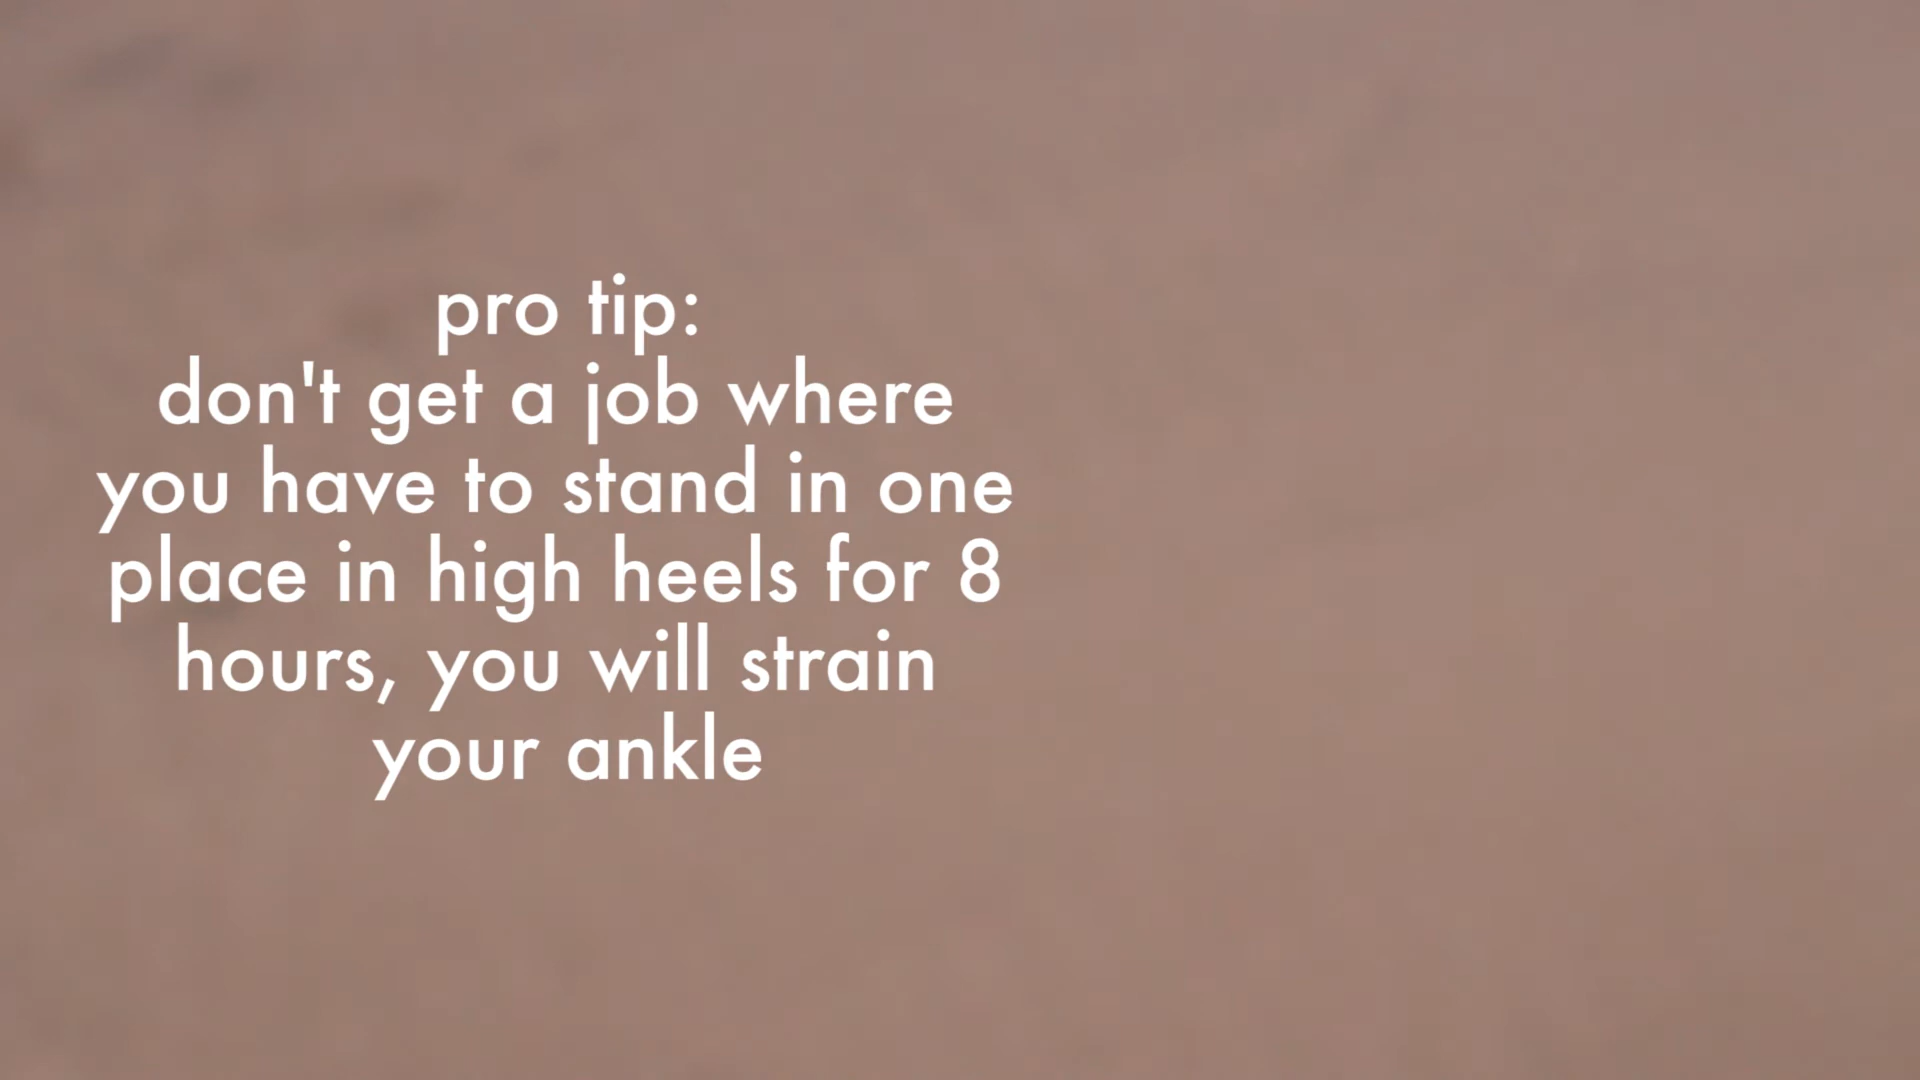 pro tip:
don't get a job where
you have to stand in one
place in high heels for 8
hours, you will strain
your ankle